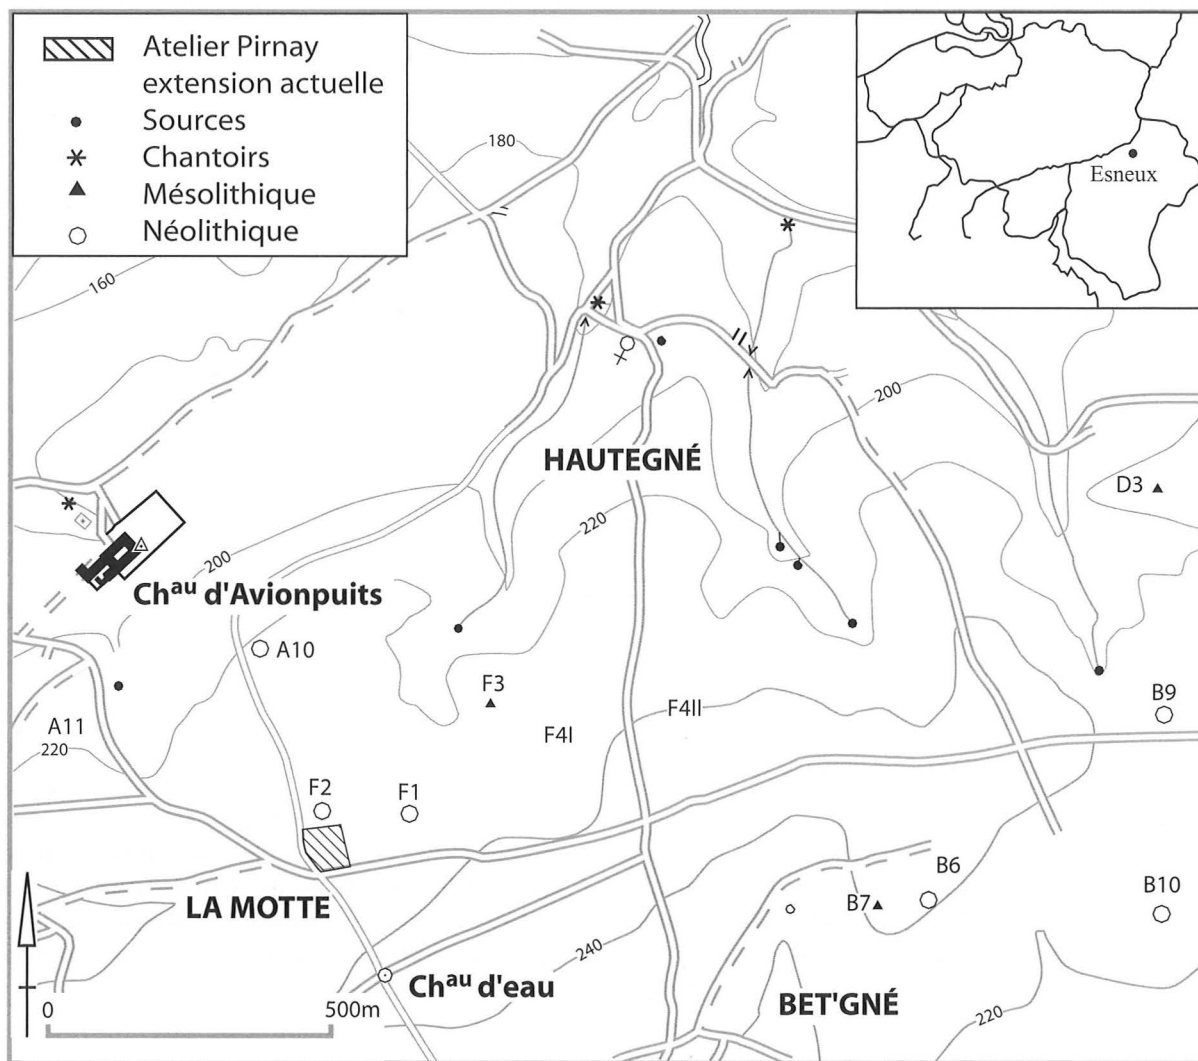 Atelier Pirnay
extension actuelle
Sources
Chantoirs
Mésolithique
Néolithique
Esneux
180
160
200
HAUTEGNÉ
D3
220
200
Chau d'Avionpuits
A10
F3
B9
A11
F4I
F4II
220
F2
F1
B6
B10
B7
LA MOTTE
240
Chau d'eau
BET'GNÉ
0
500m
220